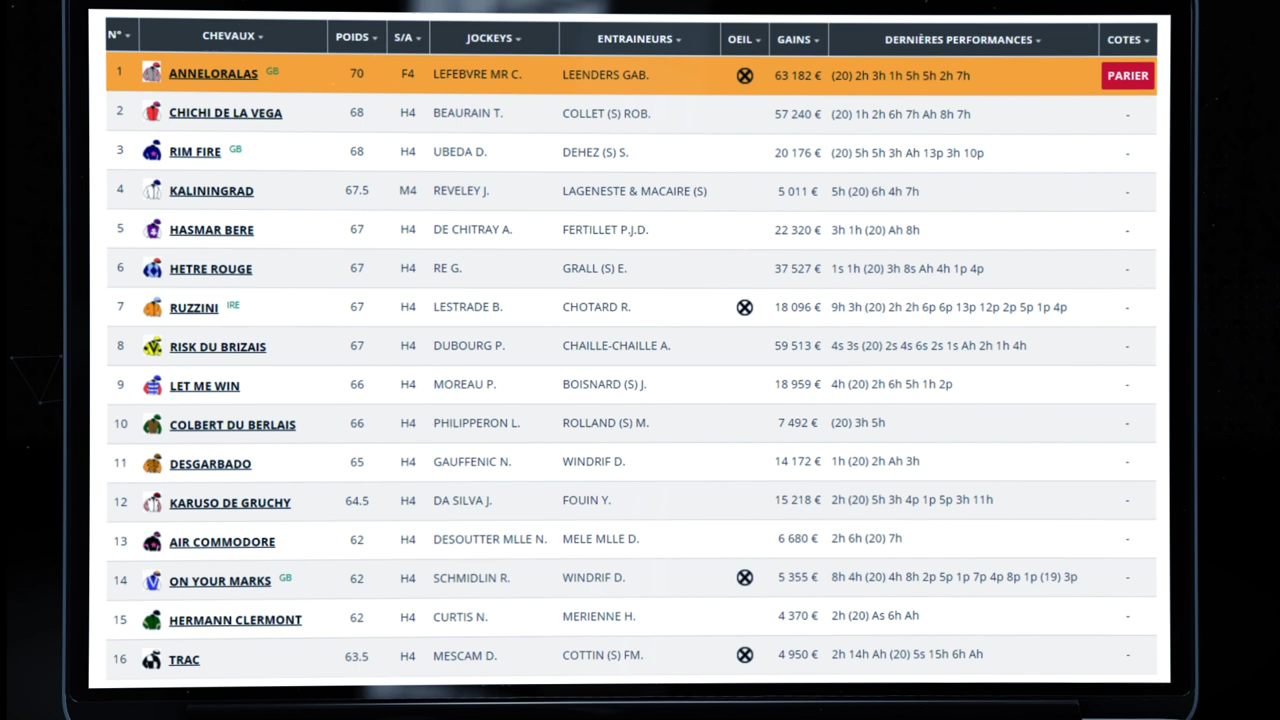 N° CHEVAUX POIDS S/A JOCKEYS ENTRAINEURS OEIL GAINS DERNIÈRES PERFORMANCES COTES
1 ANNELORALAS GB 70 F4 LEFEBVRE MR C. LEENDERS GAB. 63 182 € (20) 2h 3h 1h 5h 5h 2h 7h PARIER
2 CHICHI DE LA VEGA 68 H4 BEAURAIN T. COLLET (S) ROB. 57 240 € (20) 1h 2h 6h 7h Ah 8h 7h -
3 RIM FIRE GB 68 H4 UBEDA D. DEHEZ (S) S. 20 176 € (20) 5h 5h 3h Ah 13p 3h 10p -
4 KALININGRAD 67.5 M4 REVELEY J. LAGENESTE & MACAIRE (S) 5 011 € 5h (20) 6h 4h 7h -
5 HASMAR BERE 67 H4 DE CHITRAY A. FERTILLET P.J.D. 22 320 € 3h 1h (20) Ah 8h -
6 HETRE ROUGE 67 H4 RE G. GRALL (S) E. 37 527 € 1s 1h (20) 3h 8s Ah 4h 1p 4p -
7 RUZZINI IRE 67 H4 LESTRADE B. CHOTARD R. 18 096 € 9h 3h (20) 2h 2h 6p 6p 13p 12p 2p 5p 1p 4p -
8 RISK DU BRIZAIS 67 H4 DUBOURG P. CHAILLE-CHAILLE A. 59 513 € 4s 3s (20) 2s 4s 6s 2s 1s Ah 2h 1h 4h -
9 LET ME WIN 66 H4 MOREAU P. BOISNARD (S) J. 18 959 € 4h (20) 2h 6h 5h 1h 2p -
10 COLBERT DU BERLAIS 66 H4 PHILIPPERON L. ROLLAND (S) M. 7 492 € (20) 3h 5h -
11 DESGARBADO 65 H4 GAUFFENIC N. WINDRIF D. 14 172 € 1h (20) 2h Ah 3h -
12 KARUSO DE GRUCHY 64.5 H4 DA SILVA J. FOUIN Y. 15 218 € 2h (20) 5h 3h 4p 1p 5p 3h 11h -
13 AIR COMMODORE 62 H4 DESOUTTER MLLE N. MELE MLLE D. 6 680 € 2h 6h (20) 7h -
14 ON YOUR MARKS GB 62 H4 SCHMIDLIN R. WINDRIF D. 5 355 € 8h 4h (20) 4h 8h 2p 5p 1p 7p 4p 8p 1p (19) 3p -
15 HERMANN CLERMONT 62 H4 CURTIS N. MERIENNE H. 4 370 € 2h (20) As 6h Ah -
16 TRAC 63.5 H4 MESCAM D. COTTIN (S) FM. 4 950 € 2h 14h Ah (20) 5s 15h 6h Ah -